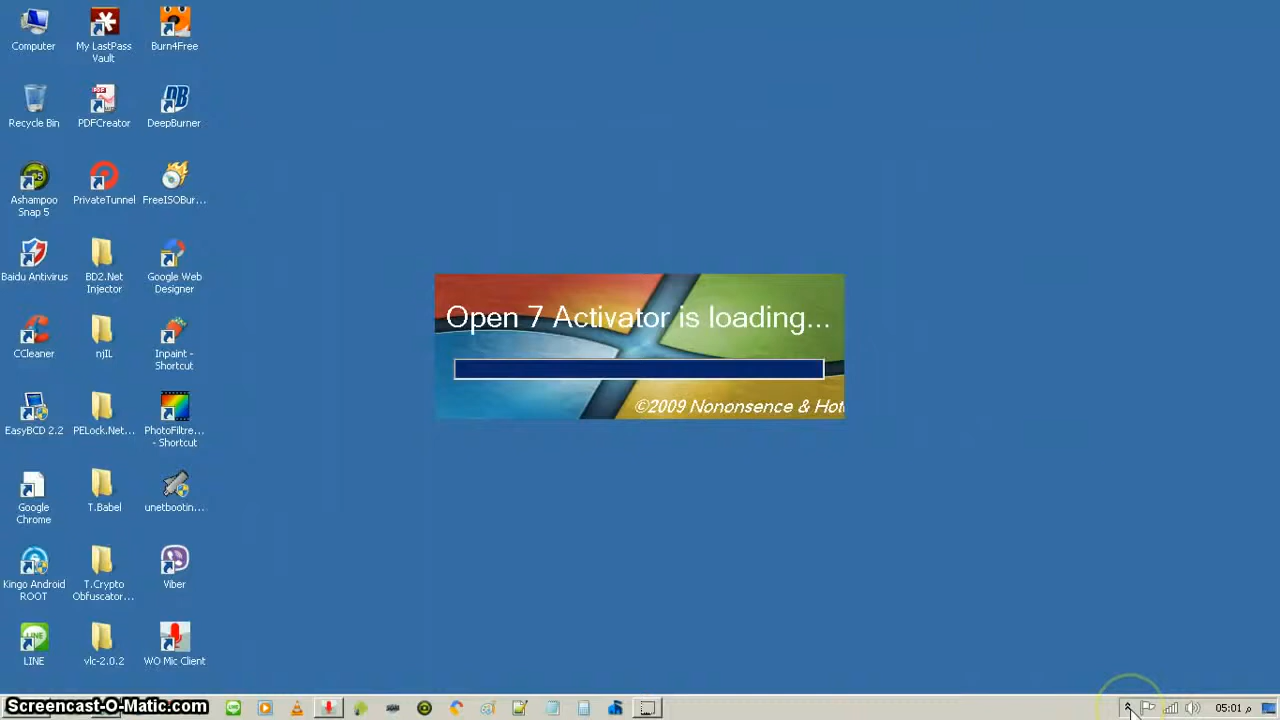 Computer
My LastPass
Vault
Burn4Free
Recycle Bin
PDFCreator
DeepBurner
Ashampoo
Snap 5
PrivateTunnel
FreeISOBur...
Baidu Antivirus
BD2.Net
Injector
Google Web
Designer
CCleaner
njIL
Inpaint -
Shortcut
EasyBCD 2.2
PELock.Net...
PhotoFiltre...
- Shortcut
Google
Chrome
T.Babel
unetbootin...
Kingo Android
ROOT
T.Crypto
Obfuscator...
Viber
LINE
vlc-2.0.2
WO Mic Client
Open 7 Activator is loading...
©2009 Nononsense & Hot
Screencast-O-Matic.com
05:01 م